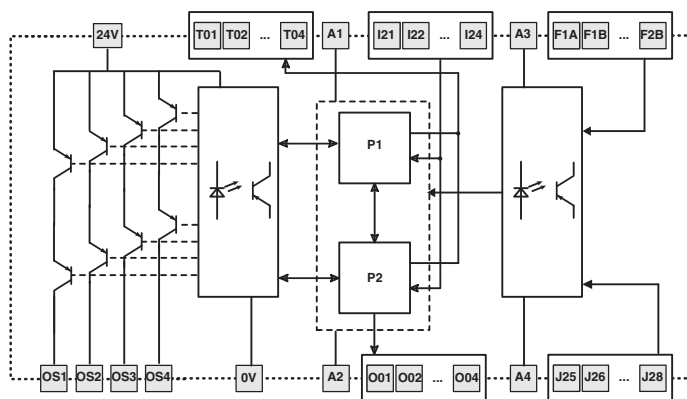 24V
T01 T02 ... T04
A1
I21 I22 ... I24
A3
F1A F1B ... F2B
P1
P2
OS1 OS2 OS3 OS4
0V
A2
O01 O02 ... O04
A4
J25 J26 ... J28